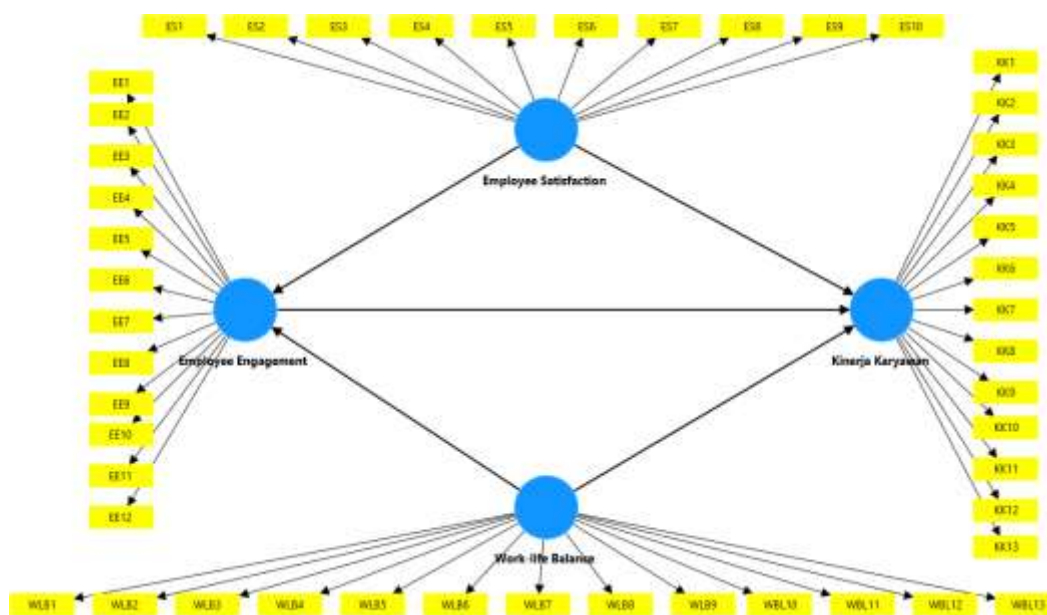 ES1 ES2 ES3 ES4 ES5 ES6 ES7 ES8 ES9 ES10
EE1
EE2
EE3
EE4
EE5
EE6
EE7
EE8
EE9
EE10
EE11
EE12
Employee Satisfaction
Employee Engagement
Kinerja Karyawan
Work-life Balance
KK1
KK2
KK3
KK4
KK5
KK6
KK7
KK8
KK9
KK10
KK11
KK12
KK13
WLB1 WLB2 WLB3 WLB4 WLB5 WLB6 WLB7 WLB8 WLB9 WBL10 WBL11 WBL12 WBL13